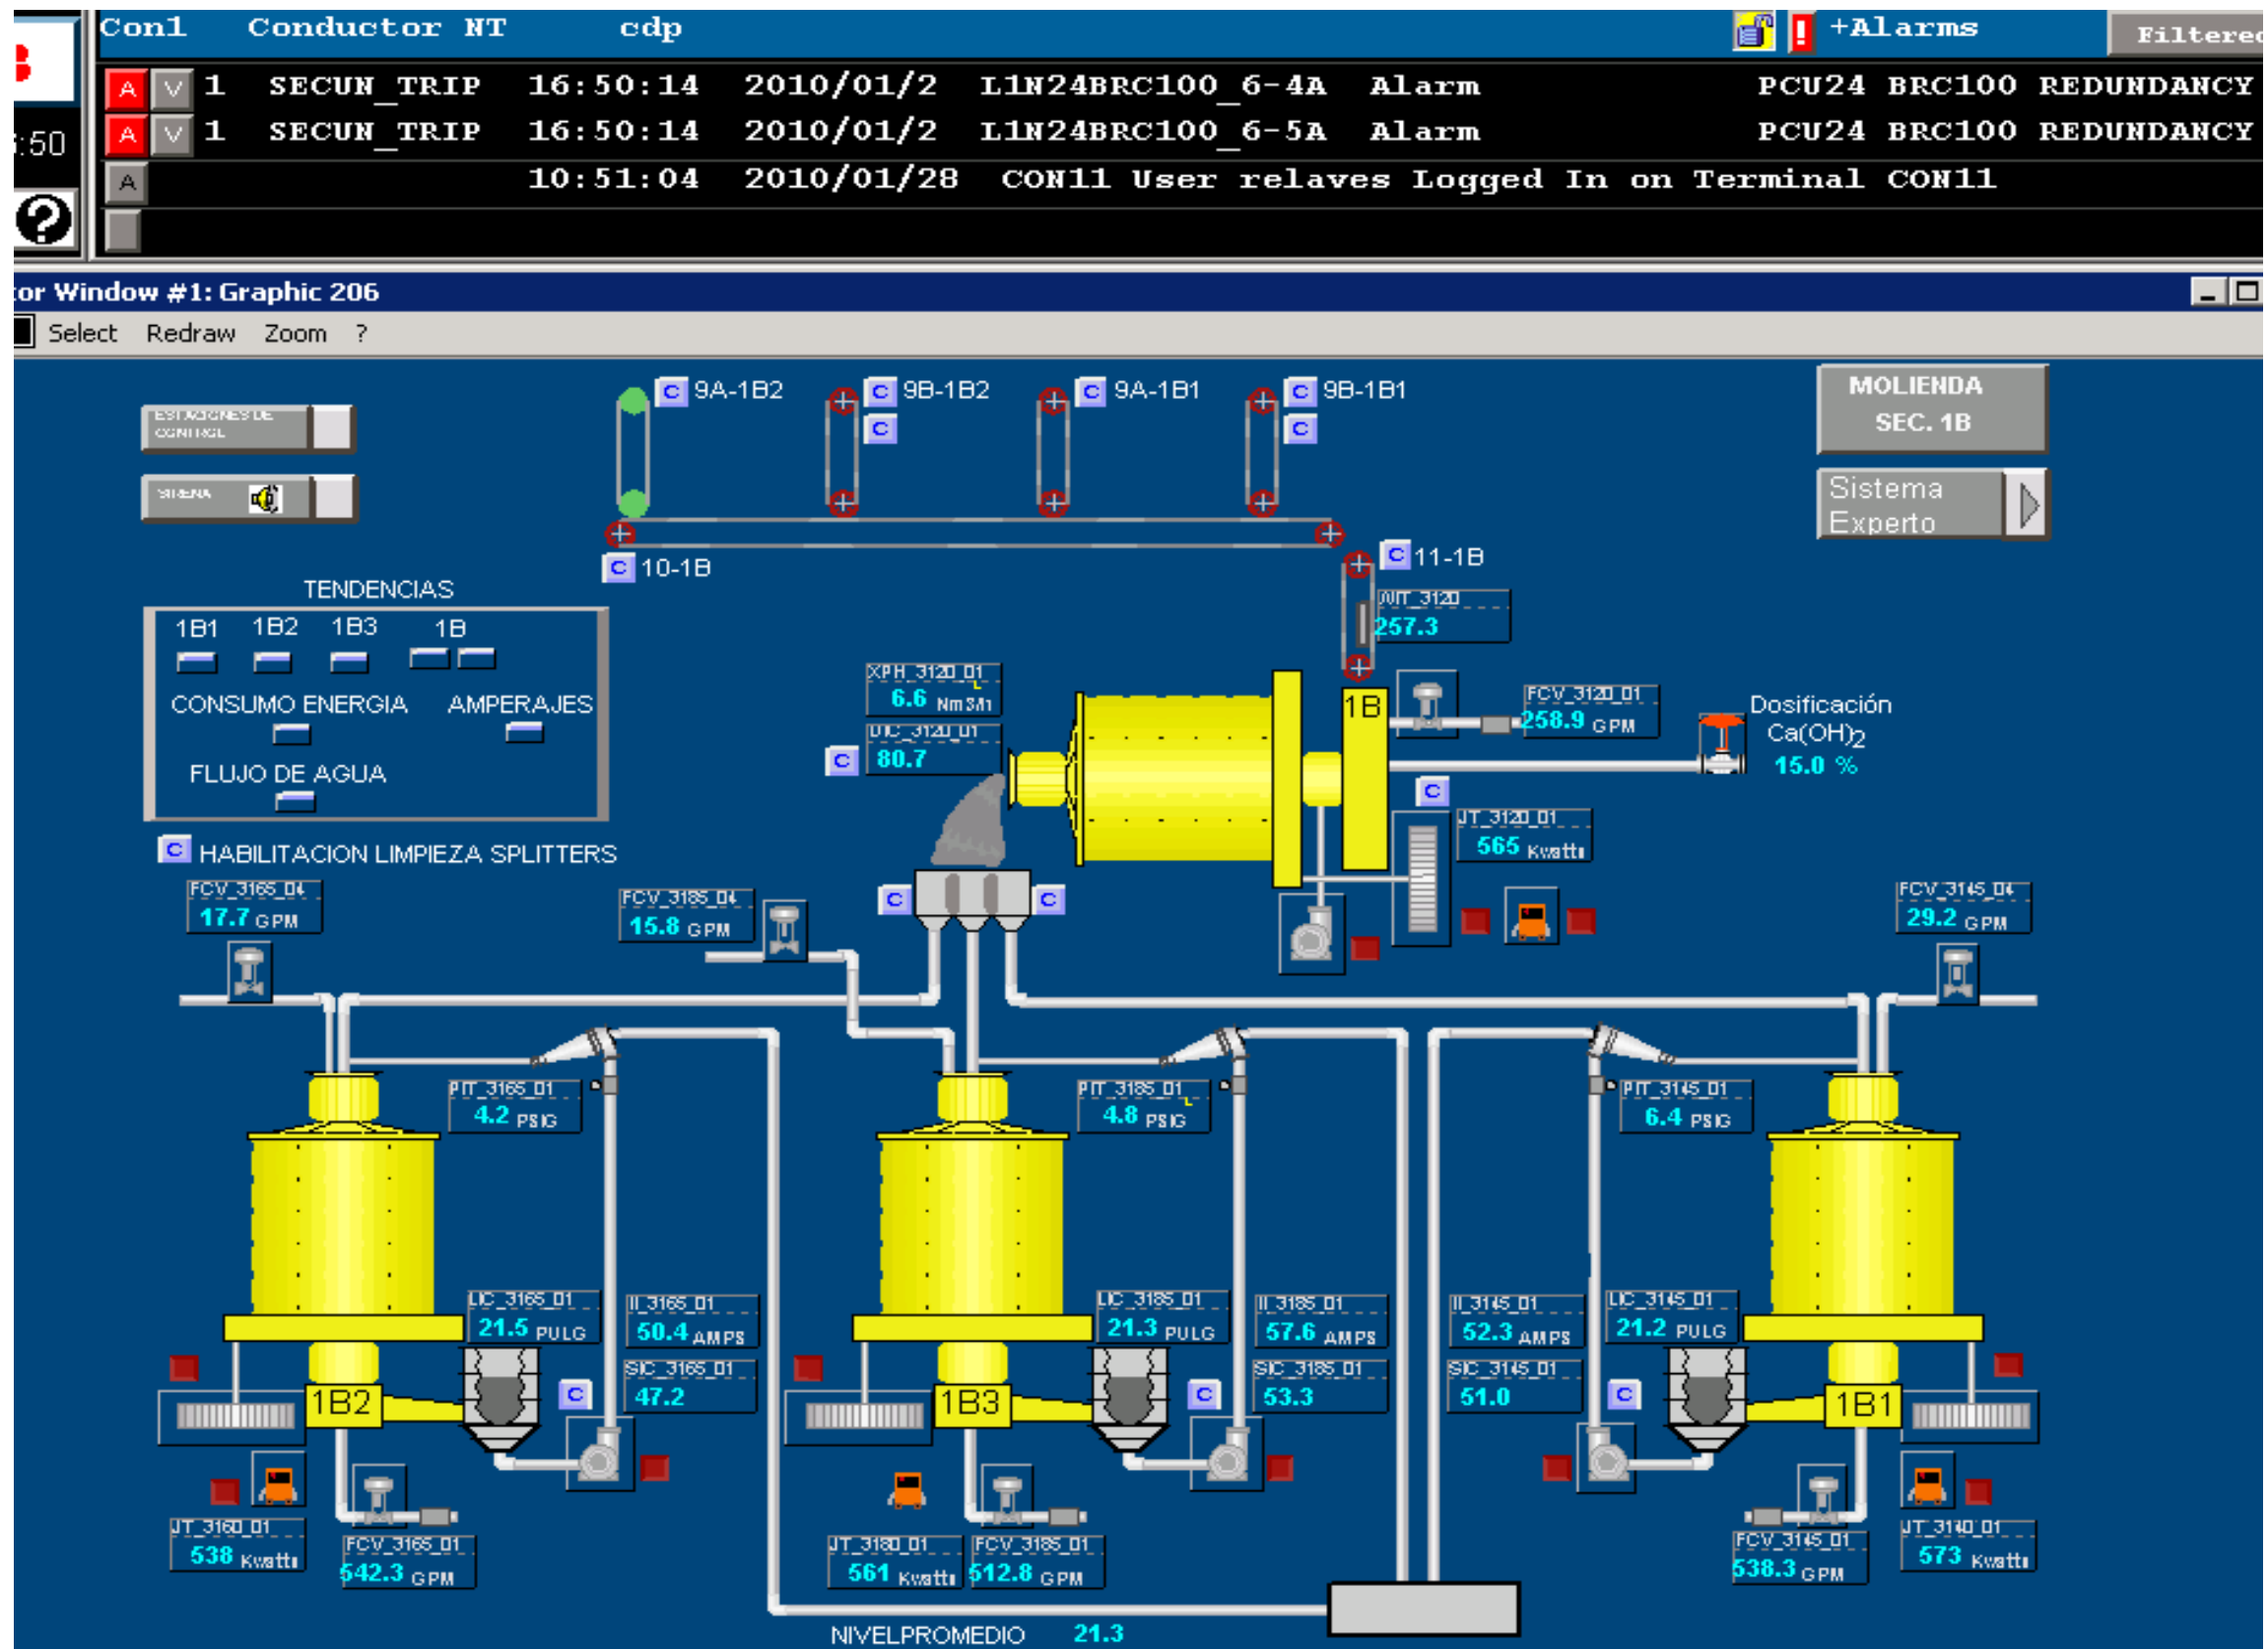 Con1 Conductor NT cdp +Alarms Filtered
A V 1 SECUN_TRIP 16:50:14 2010/01/2 L1N24BRC100_6-4A Alarm PCU24 BRC100 REDUNDANCY
A V 1 SECUN_TRIP 16:50:14 2010/01/2 L1N24BRC100_6-5A Alarm PCU24 BRC100 REDUNDANCY
:50
A 10:51:04 2010/01/28 CON11 User relaves Logged In on Terminal CON11
?
tor Window #1: Graphic 206
Select Redraw Zoom ?
C 9A-1B2 C 9B-1B2 C 9A-1B1 C 9B-1B1
C C
ESTACIONES DE
CONTROL
SIRENA
MOLIENDA
SEC. 1B
Sistema
Experto
C 10-1B
C 11-1B
WIT_3120
257.3
TENDENCIAS
1B1 1B2 1B3 1B
CONSUMO ENERGIA AMPERAJES
FLUJO DE AGUA
C HABILITACION LIMPIEZA SPLITTERS
XPH_3120_01
L
6.6 Nm3/h
DIC_3120_01
C 80.7
1B
FCV_3120_01
258.9 GPM
Dosificación
Ca(OH)2
15.0 %
C
JT_3120_01
565 Kwatts
C C
FCV_3165_04
17.7 GPM
FCV_3185_04
15.8 GPM
FCV_3145_04
29.2 GPM
PIT_3165_01
4.2 PSIG
PIT_3185_01
L
4.8 PSIG
PIT_3145_01
6.4 PSIG
LIC_3165_01
21.5 PULG
II_3165_01
50.4 AMPS
SIC_3165_01
47.2
C
1B2
LIC_3185_01
21.3 PULG
II_3185_01
57.6 AMPS
SIC_3185_01
53.3
C
1B3
II_3145_01
52.3 AMPS
SIC_3145_01
51.0
LIC_3145_01
21.2 PULG
C
1B1
JT_3160_01
538 Kwatts
FCV_3165_01
542.3 GPM
JT_3180_01
561 Kwatts
FCV_3185_01
512.8 GPM
FCV_3145_01
538.3 GPM
JT_3140_01
573 Kwatts
NIVELPROMEDIO 21.3